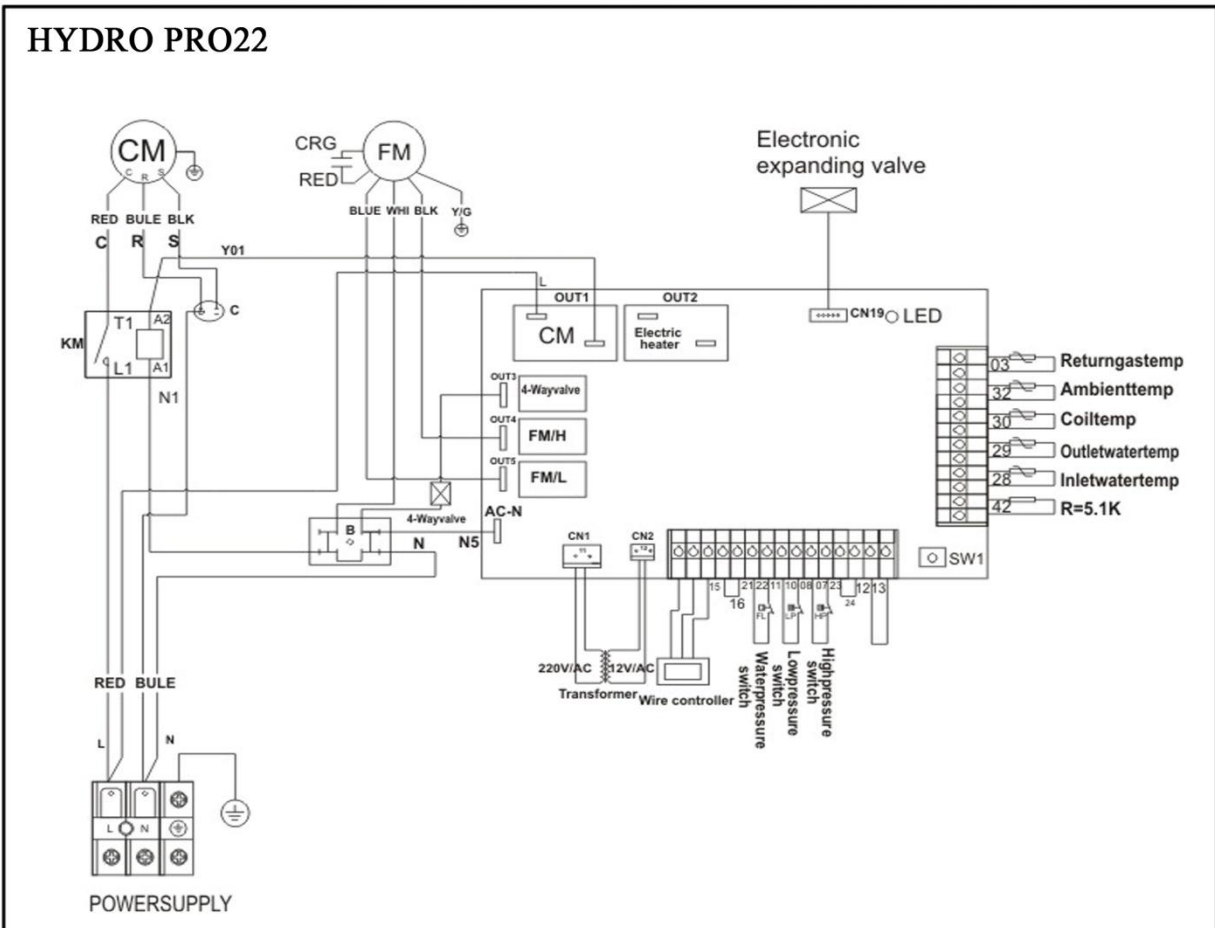 HYDRO PRO22
CM
C R S
CRG
RED
FM
Electronic
expanding valve
RED BULE BLK
C R S
BLUE WHI BLK Y/G
Y01
L
C
KM
T1
A2
L1
A1
N1
OUT1
CM
OUT2
Electric
heater
CN19
LED
OUT3
4-Wayvalve
OUT4
FM/H
OUT5
FM/L
4-Wayvalve
AC-N
B
N
N5
03
Returngastemp
32
Ambienttemp
30
Coiltemp
29
Outletwatertemp
28
Inletwatertemp
42
R=5.1K
CN1
11
CN2
12
SW1
15
16
21 22 11 10 08 07 23
24
12 13
FL
LP
HP
220V/AC
12V/AC
Transformer
Wire controller
Waterpressure
switch
Lowpressure
switch
Highpressure
switch
RED BULE
L
N
L N
POWERSUPPLY